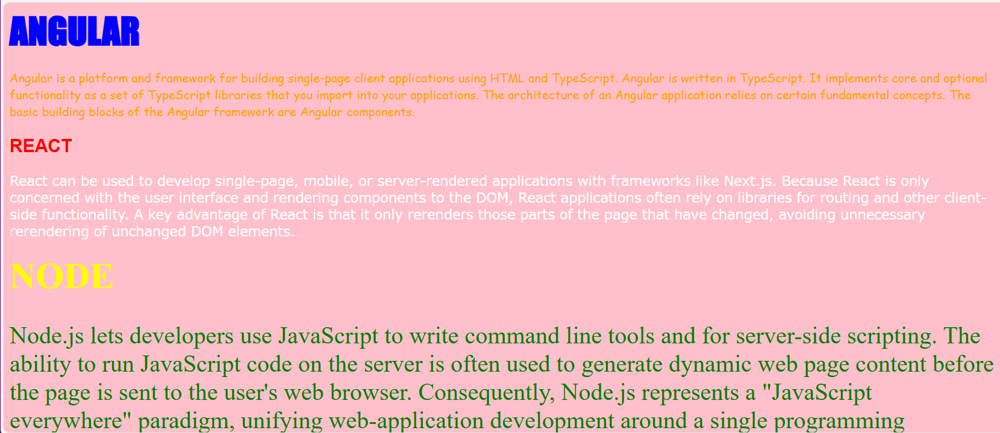 ANGULAR
Angular is a platform and framework for building single-page client applications using HTML and TypeScript. Angular is written in TypeScript. It implements core and optional
functionality as a set of TypeScript libraries that you import into your applications. The architecture of an Angular application relies on certain fundamental concepts. The
basic building blocks of the Angular framework are Angular components.
REACT
React can be used to develop single-page, mobile, or server-rendered applications with frameworks like Next.js. Because React is only
concerned with the user interface and rendering components to the DOM, React applications often rely on libraries for routing and other client-
side functionality. A key advantage of React is that it only rerenders those parts of the page that have changed, avoiding unnecessary
rerendering of unchanged DOM elements.
NODE
Node.js lets developers use JavaScript to write command line tools and for server-side scripting. The
ability to run JavaScript code on the server is often used to generate dynamic web page content before
the page is sent to the user's web browser. Consequently, Node.js represents a "JavaScript
everywhere" paradigm, unifying web-application development around a single programming